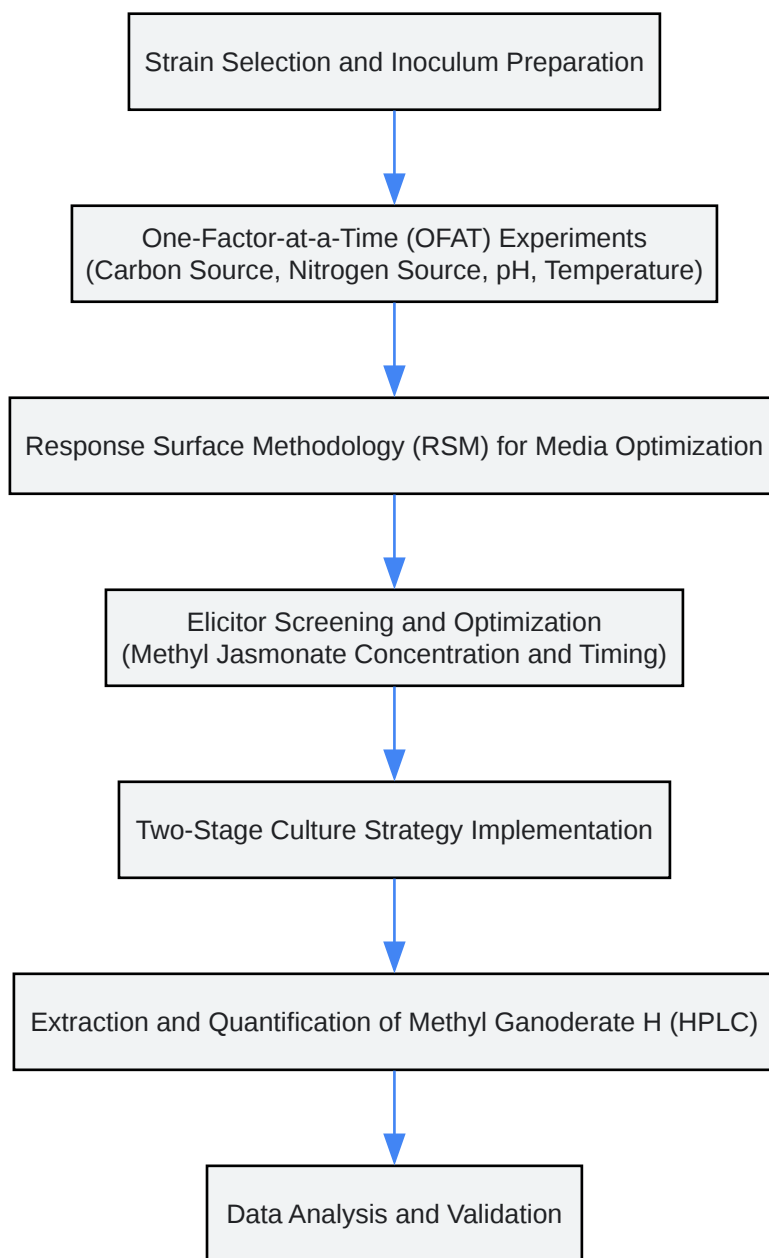 Strain Selection and Inoculum Preparation
One-Factor-at-a-Time (OFAT) Experiments
(Carbon Source, Nitrogen Source, pH, Temperature)
Response Surface Methodology (RSM) for Media Optimization
Elicitor Screening and Optimization
(Methyl Jasmonate Concentration and Timing)
Two-Stage Culture Strategy Implementation
Extraction and Quantification of Methyl Ganoderate H (HPLC)
Data Analysis and Validation